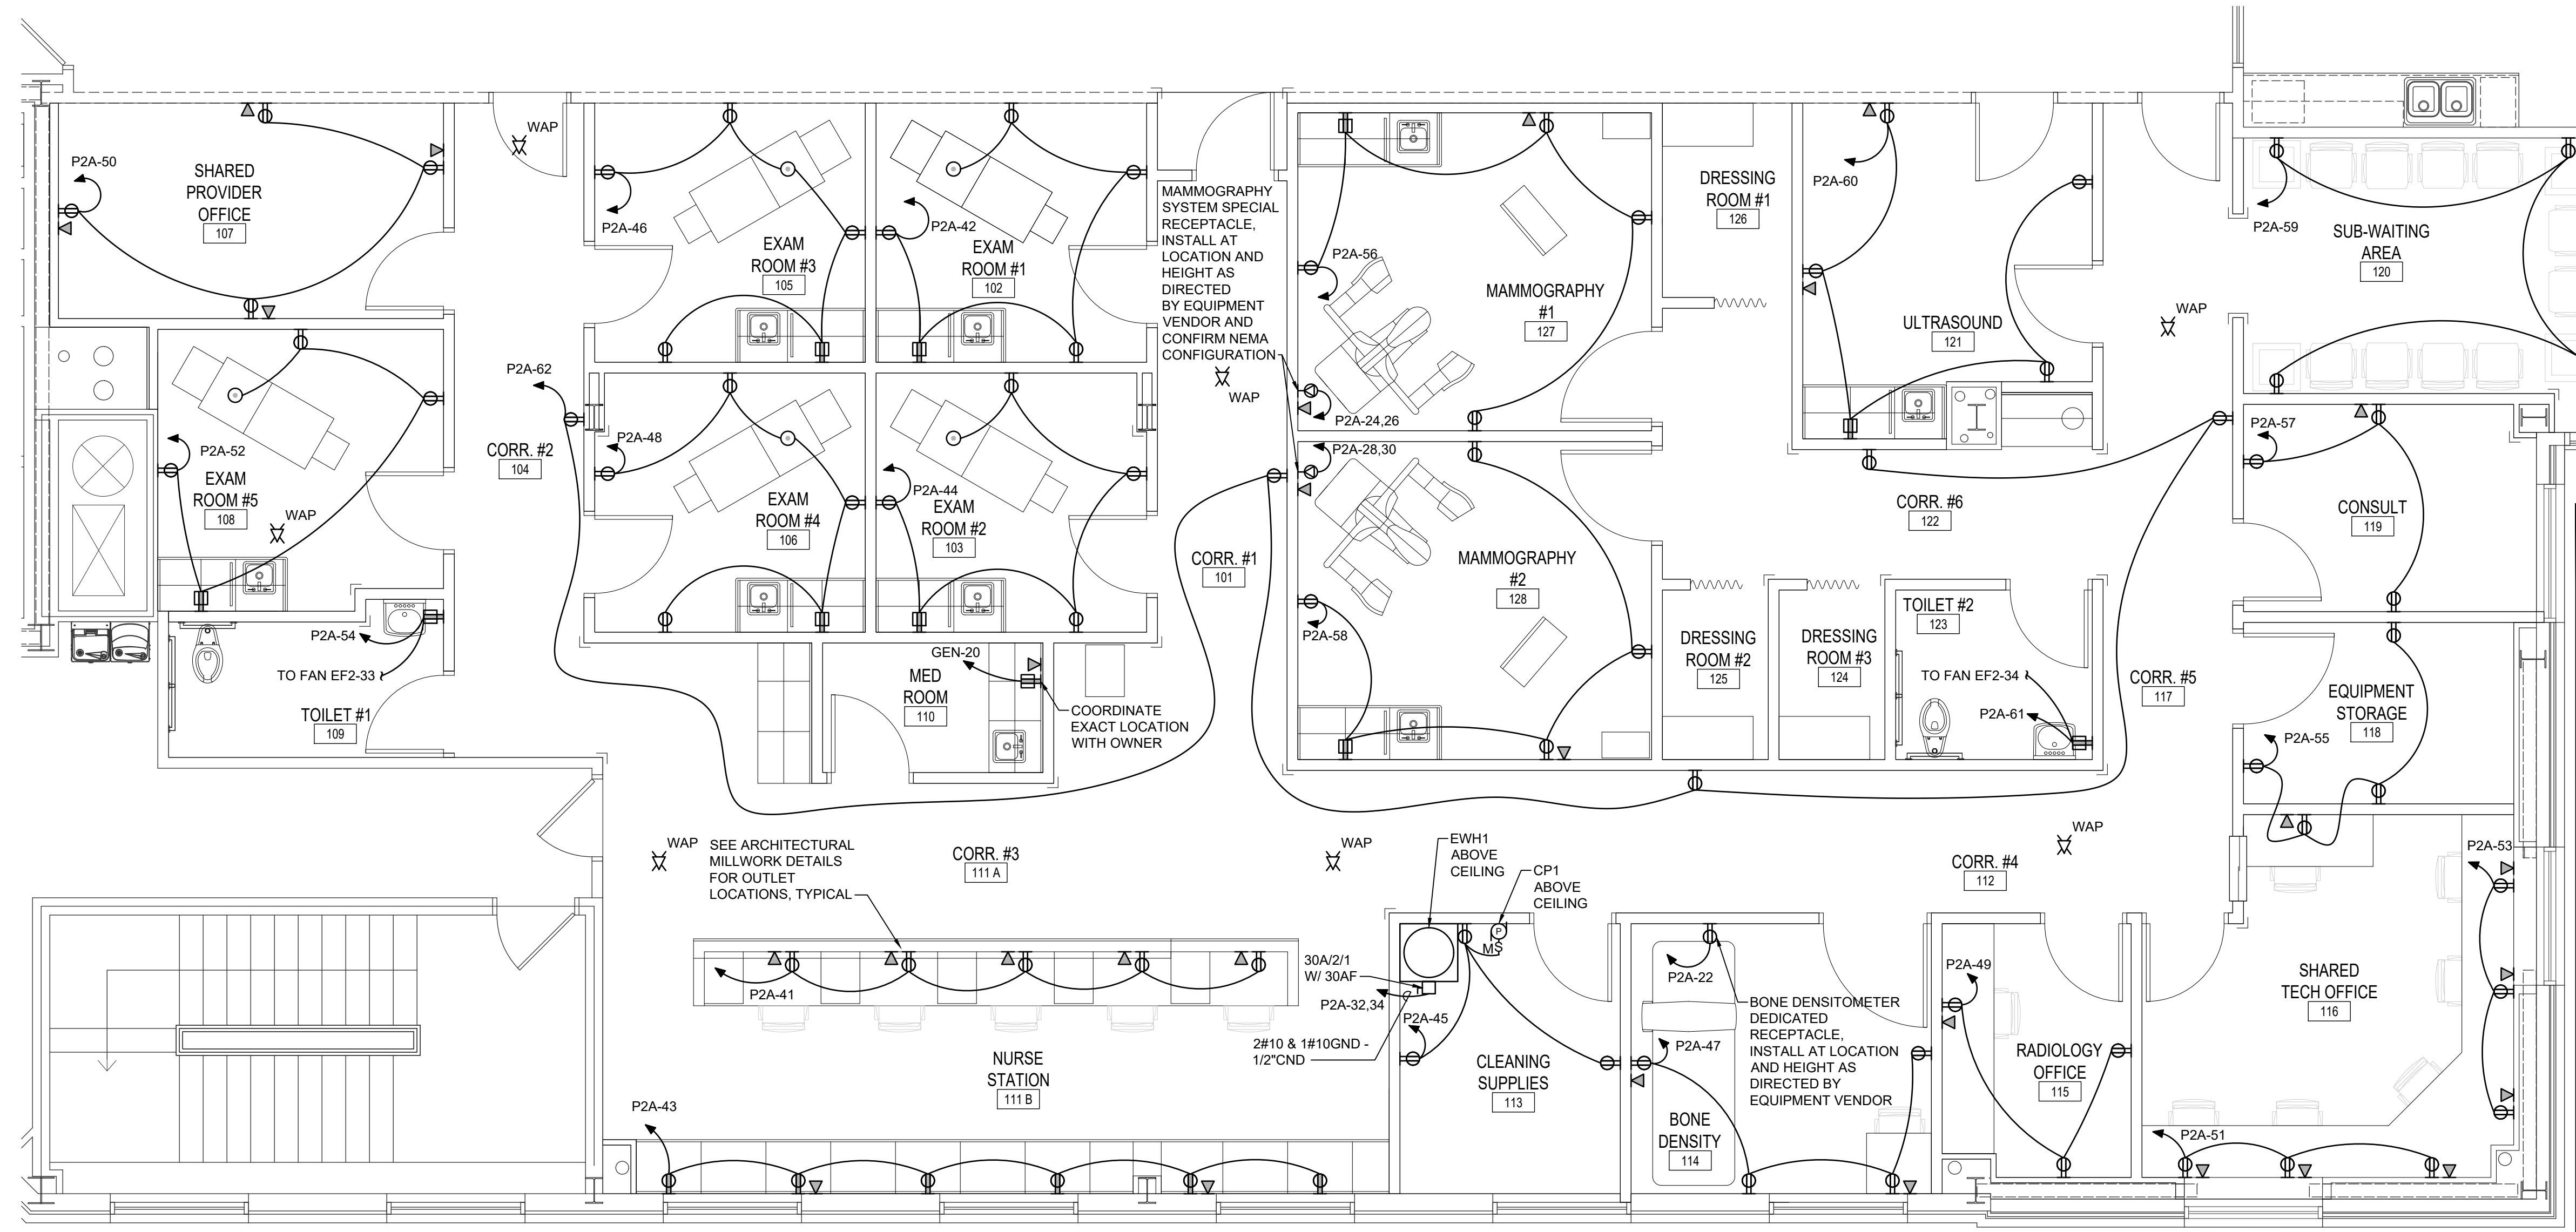 WAP
P2A-50
SHARED
PROVIDER
OFFICE
107
P2A-46
EXAM
ROOM #3
105
P2A-42
EXAM
ROOM #1
102
MAMMOGRAPHY
SYSTEM SPECIAL
RECEPTACLE,
INSTALL AT
LOCATION AND
HEIGHT AS
DIRECTED
BY EQUIPMENT
VENDOR AND
CONFIRM NEMA
CONFIGURATION
WAP
P2A-56
MAMMOGRAPHY
#1
127
P2A-24,26
DRESSING
ROOM #1
126
P2A-60
ULTRASOUND
121
WAP
P2A-59
SUB-WAITING
AREA
120
P2A-62
CORR. #2
104
P2A-52
EXAM
ROOM #5
108
WAP
P2A-48
EXAM
ROOM #4
106
P2A-44
EXAM
ROOM #2
103
CORR. #1
101
P2A-28,30
MAMMOGRAPHY
#2
128
P2A-58
CORR. #6
122
P2A-57
CONSULT
119
P2A-54
TO FAN EF2-33
TOILET #1
109
GEN-20
MED
ROOM
110
COORDINATE
EXACT LOCATION
WITH OWNER
DRESSING
ROOM #2
125
DRESSING
ROOM #3
124
TOILET #2
123
TO FAN EF2-34
P2A-61
CORR. #5
117
EQUIPMENT
STORAGE
118
P2A-55
WAP
SEE ARCHITECTURAL
MILLWORK DETAILS
FOR OUTLET
LOCATIONS, TYPICAL
CORR. #3
111 A
WAP
EWH1
ABOVE
CEILING
CP1
ABOVE
CEILING
P
MS
CORR. #4
112
WAP
P2A-53
P2A-41
30A/2/1
W/ 30AF
P2A-32,34
P2A-45
2#10 & 1#10GND -
1/2"CND
NURSE
STATION
111 B
P2A-43
CLEANING
SUPPLIES
113
P2A-22
BONE DENSITOMETER
DEDICATED
RECEPTACLE,
INSTALL AT LOCATION
AND HEIGHT AS
DIRECTED BY
EQUIPMENT VENDOR
P2A-47
BONE
DENSITY
114
P2A-49
RADIOLOGY
OFFICE
115
SHARED
TECH OFFICE
116
P2A-51